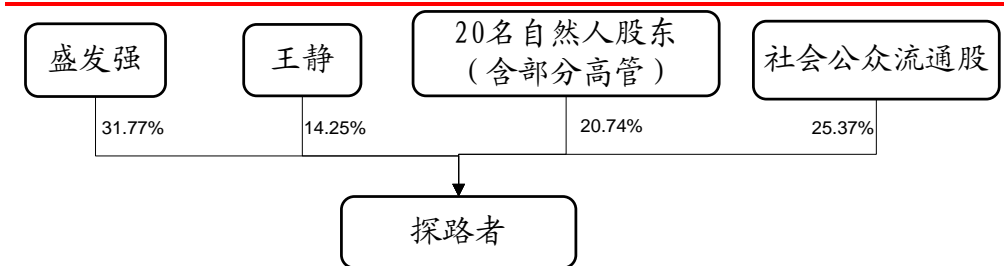 盛发强
王静
20名自然人股东
（含部分高管）
社会公众流通股
31.77%
14.25%
20.74%
25.37%
探路者